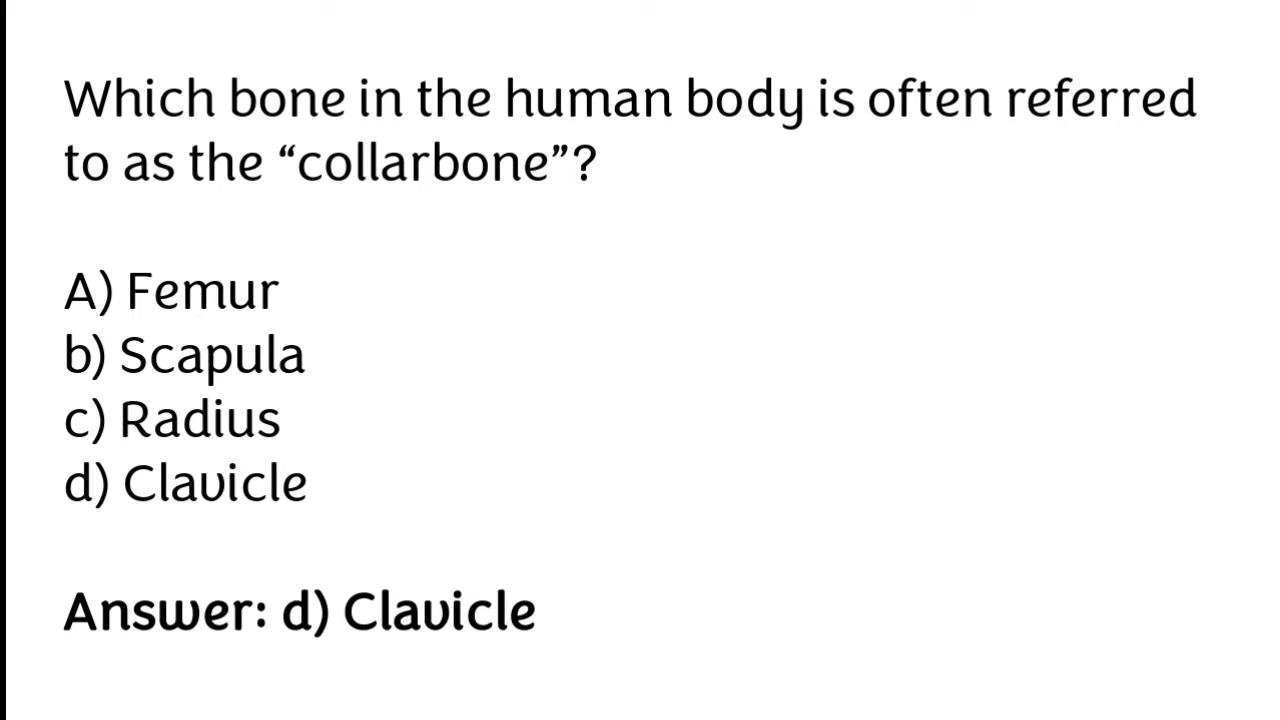 Which bone in the human body is often referred
to as the “collarbone”?
A) Femur
b) Scapula
c) Radius
d) Clavicle
Answer: d) Clavicle